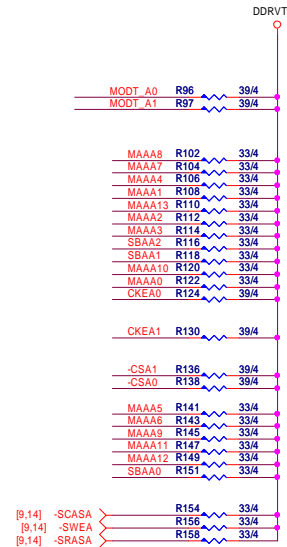 DDRVT
MODT_A0 R96 39/4
MODT_A1 R97 39/4
MAAA8 R102 33/4
MAAA7 R104 33/4
MAAA4 R106 33/4
MAAA1 R108 33/4
MAAA13 R110 33/4
MAAA2 R112 33/4
MAAA3 R114 33/4
SBAA2 R116 33/4
SBAA1 R118 33/4
MAAA10 R120 33/4
MAAA0 R122 33/4
CKEA0 R124 39/4
CKEA1 R130 39/4
-CSA1 R136 39/4
-CSA0 R138 39/4
MAAA5 R141 33/4
MAAA6 R143 33/4
MAAA9 R145 33/4
MAAA11 R147 33/4
MAAA12 R149 33/4
SBAA0 R151 33/4
[9,14] -SCASA R154 33/4
[9,14] -SWEA R156 33/4
[9,14] -SRASA R158 33/4